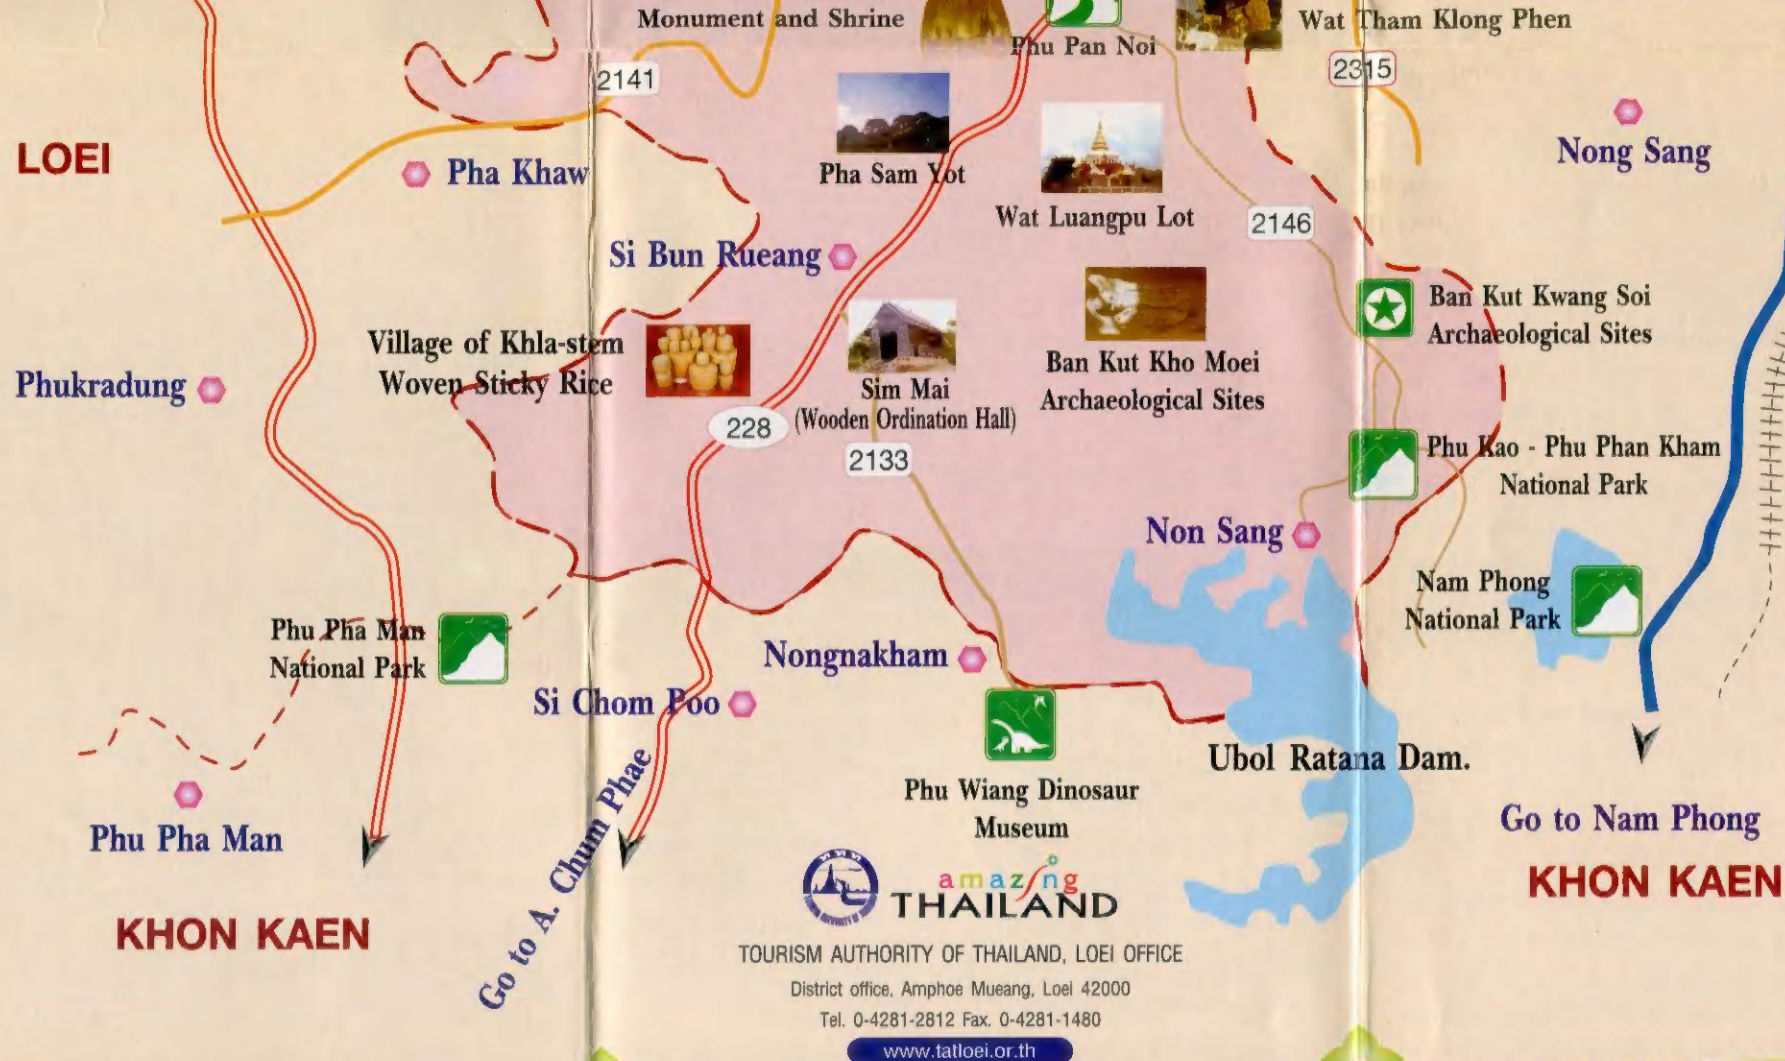 Monument and Shrine
Phu Pan Noi
Wat Tham Klong Phen
2141
2315
LOEI
Pha Khaw
Pha Sam Yot
Nong Sang
Wat Luangpu Lot
2146
Si Bun Rueang
Ban Kut Kwang Soi
Archaeological Sites
Village of Khla-stem
Woven Sticky Rice
Phukradung
Sim Mai
(Wooden Ordination Hall)
Ban Kut Kho Moei
Archaeological Sites
228
2133
Phu Kao - Phu Phan Kham
National Park
Non Sang
Nam Phong
National Park
Phu Pha Man
National Park
Nongnakham
Si Chom Poo
Ubol Ratana Dam.
Phu Wiang Dinosaur
Museum
Phu Pha Man
Go to A. Chum Phae
Go to Nam Phong
KHON KAEN
KHON KAEN
amazing
THAILAND
TOURISM AUTHORITY OF THAILAND, LOEI OFFICE
District office, Amphoe Mueang, Loei 42000
Tel. 0-4281-2812 Fax. 0-4281-1480
www.tatloei.or.th